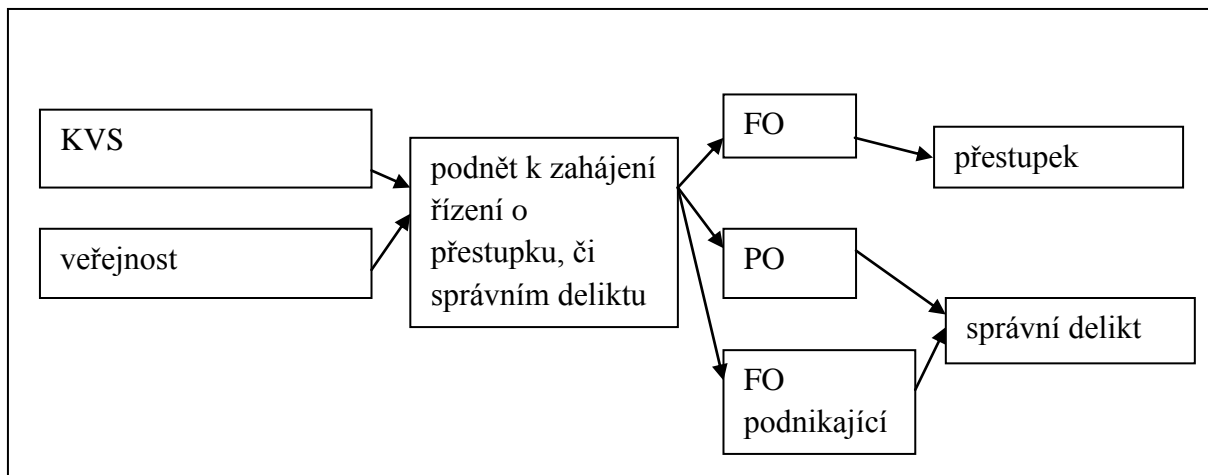 KVS
veřejnost
podnět k zahájení
řízení o
přestupku, či
správním deliktu
FO
přestupek
PO
správní delikt
FO
podnikající